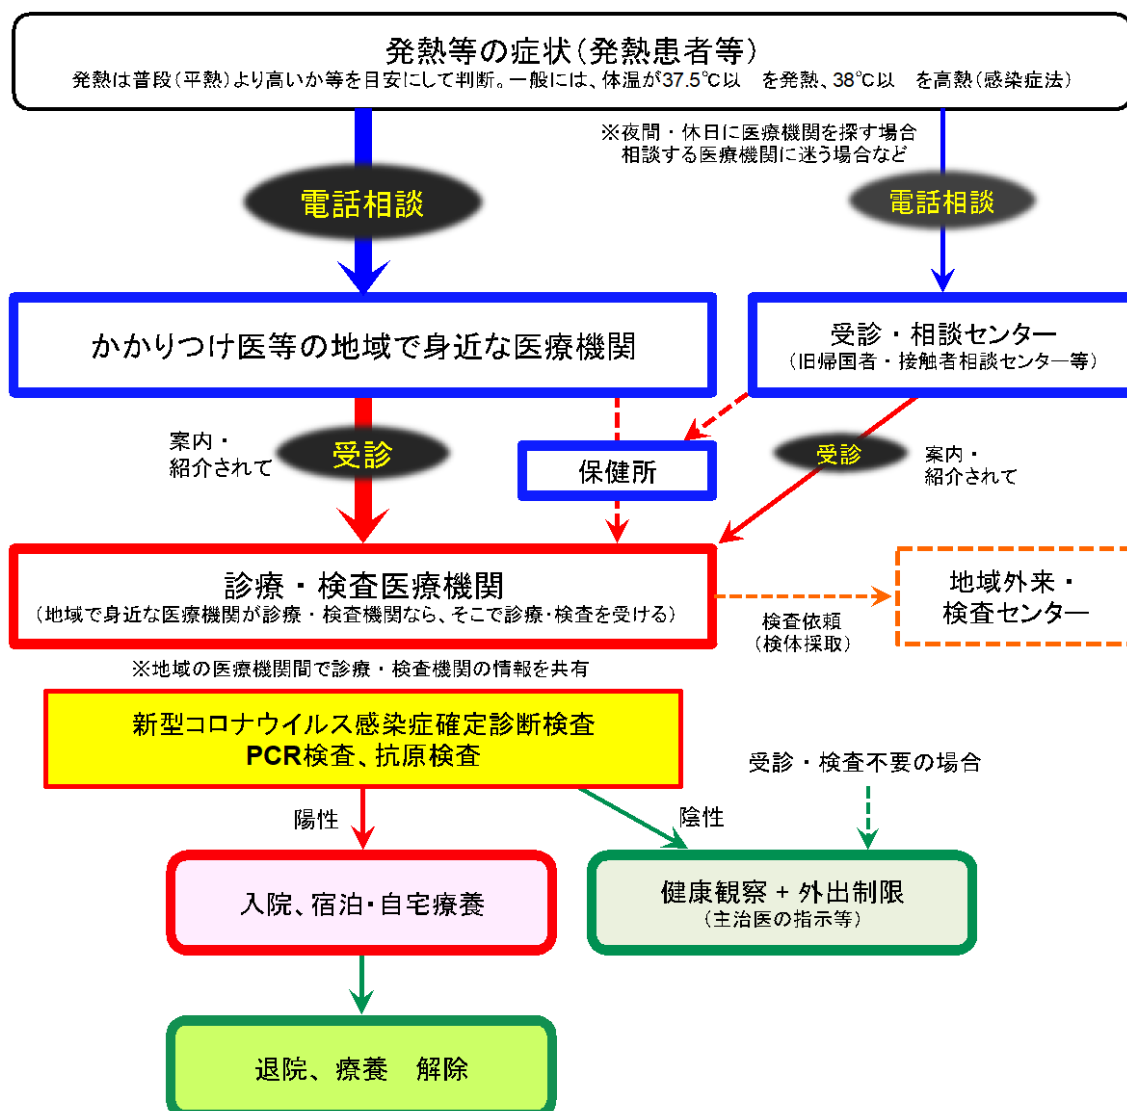 発熱等の症状(発熱患者等)
発熱は普段(平熱)より高いか等を目安にして判断。一般には、体温が37.5℃以　を発熱、38℃以　を高熱(感染症法)
※夜間・休日に医療機関を探す場合
相談する医療機関に迷う場合など
電話相談
電話相談
かかりつけ医等の地域で身近な医療機関
受診・相談センター
(旧帰国者・接触者相談センター等)
案内・
紹介されて
受診
保健所
受診
案内・
紹介されて
診療・検査医療機関
(地域で身近な医療機関が診療・検査機関なら、そこで診療・検査を受ける)
検査依頼
(検体採取)
地域外来・
検査センター
※地域の医療機関間で診療・検査機関の情報を共有
新型コロナウイルス感染症確定診断検査
PCR検査、抗原検査
受診・検査不要の場合
陽性
陰性
入院、宿泊・自宅療養
健康観察 + 外出制限
(主治医の指示等)
退院、療養　解除